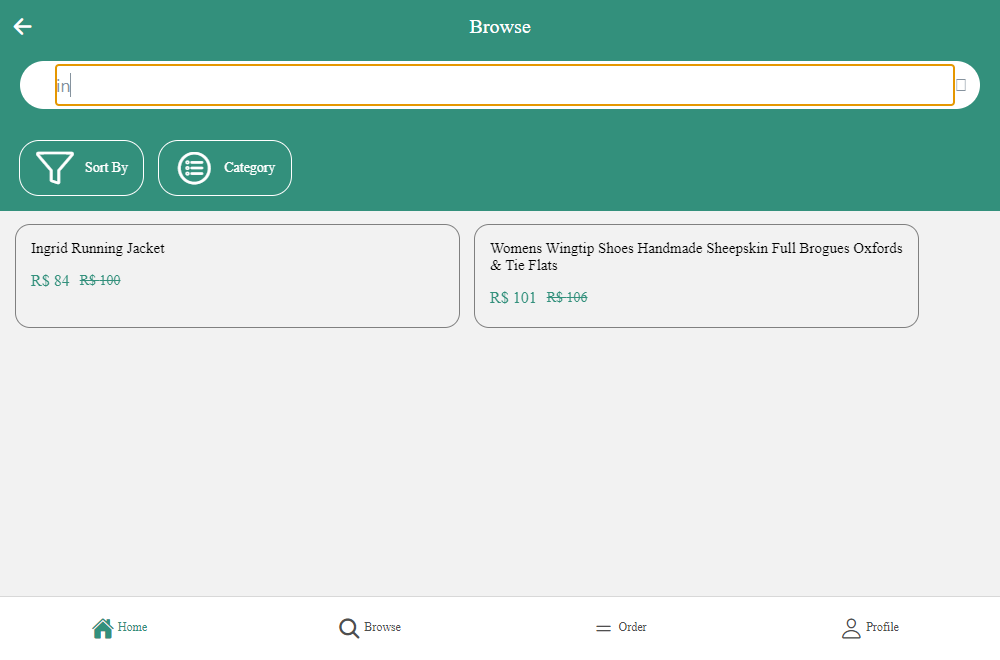 Browse
in
Sort By
Category
Ingrid Running Jacket
R$ 84 R$ 100
Womens Wingtip Shoes Handmade Sheepskin Full Brogues Oxfords
& Tie Flats
R$ 101 R$ 106
Home
Browse
Order
Profile